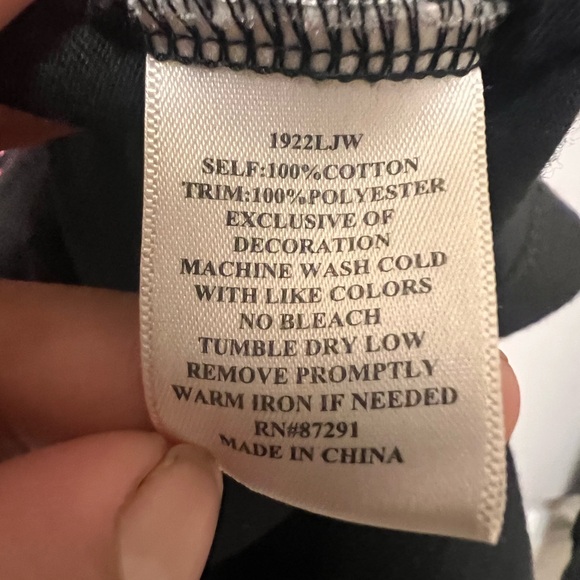 1922LJW
SELF:100%COTTON
TRIM:100%POLYESTER
EXCLUSIVE OF
DECORATION
MACHINE WASH COLD
WITH LIKE COLORS
NO BLEACH
TUMBLE DRY LOW
REMOVE PROMPTLY
WARM IRON IF NEEDED
RN#87291
MADE IN CHINA